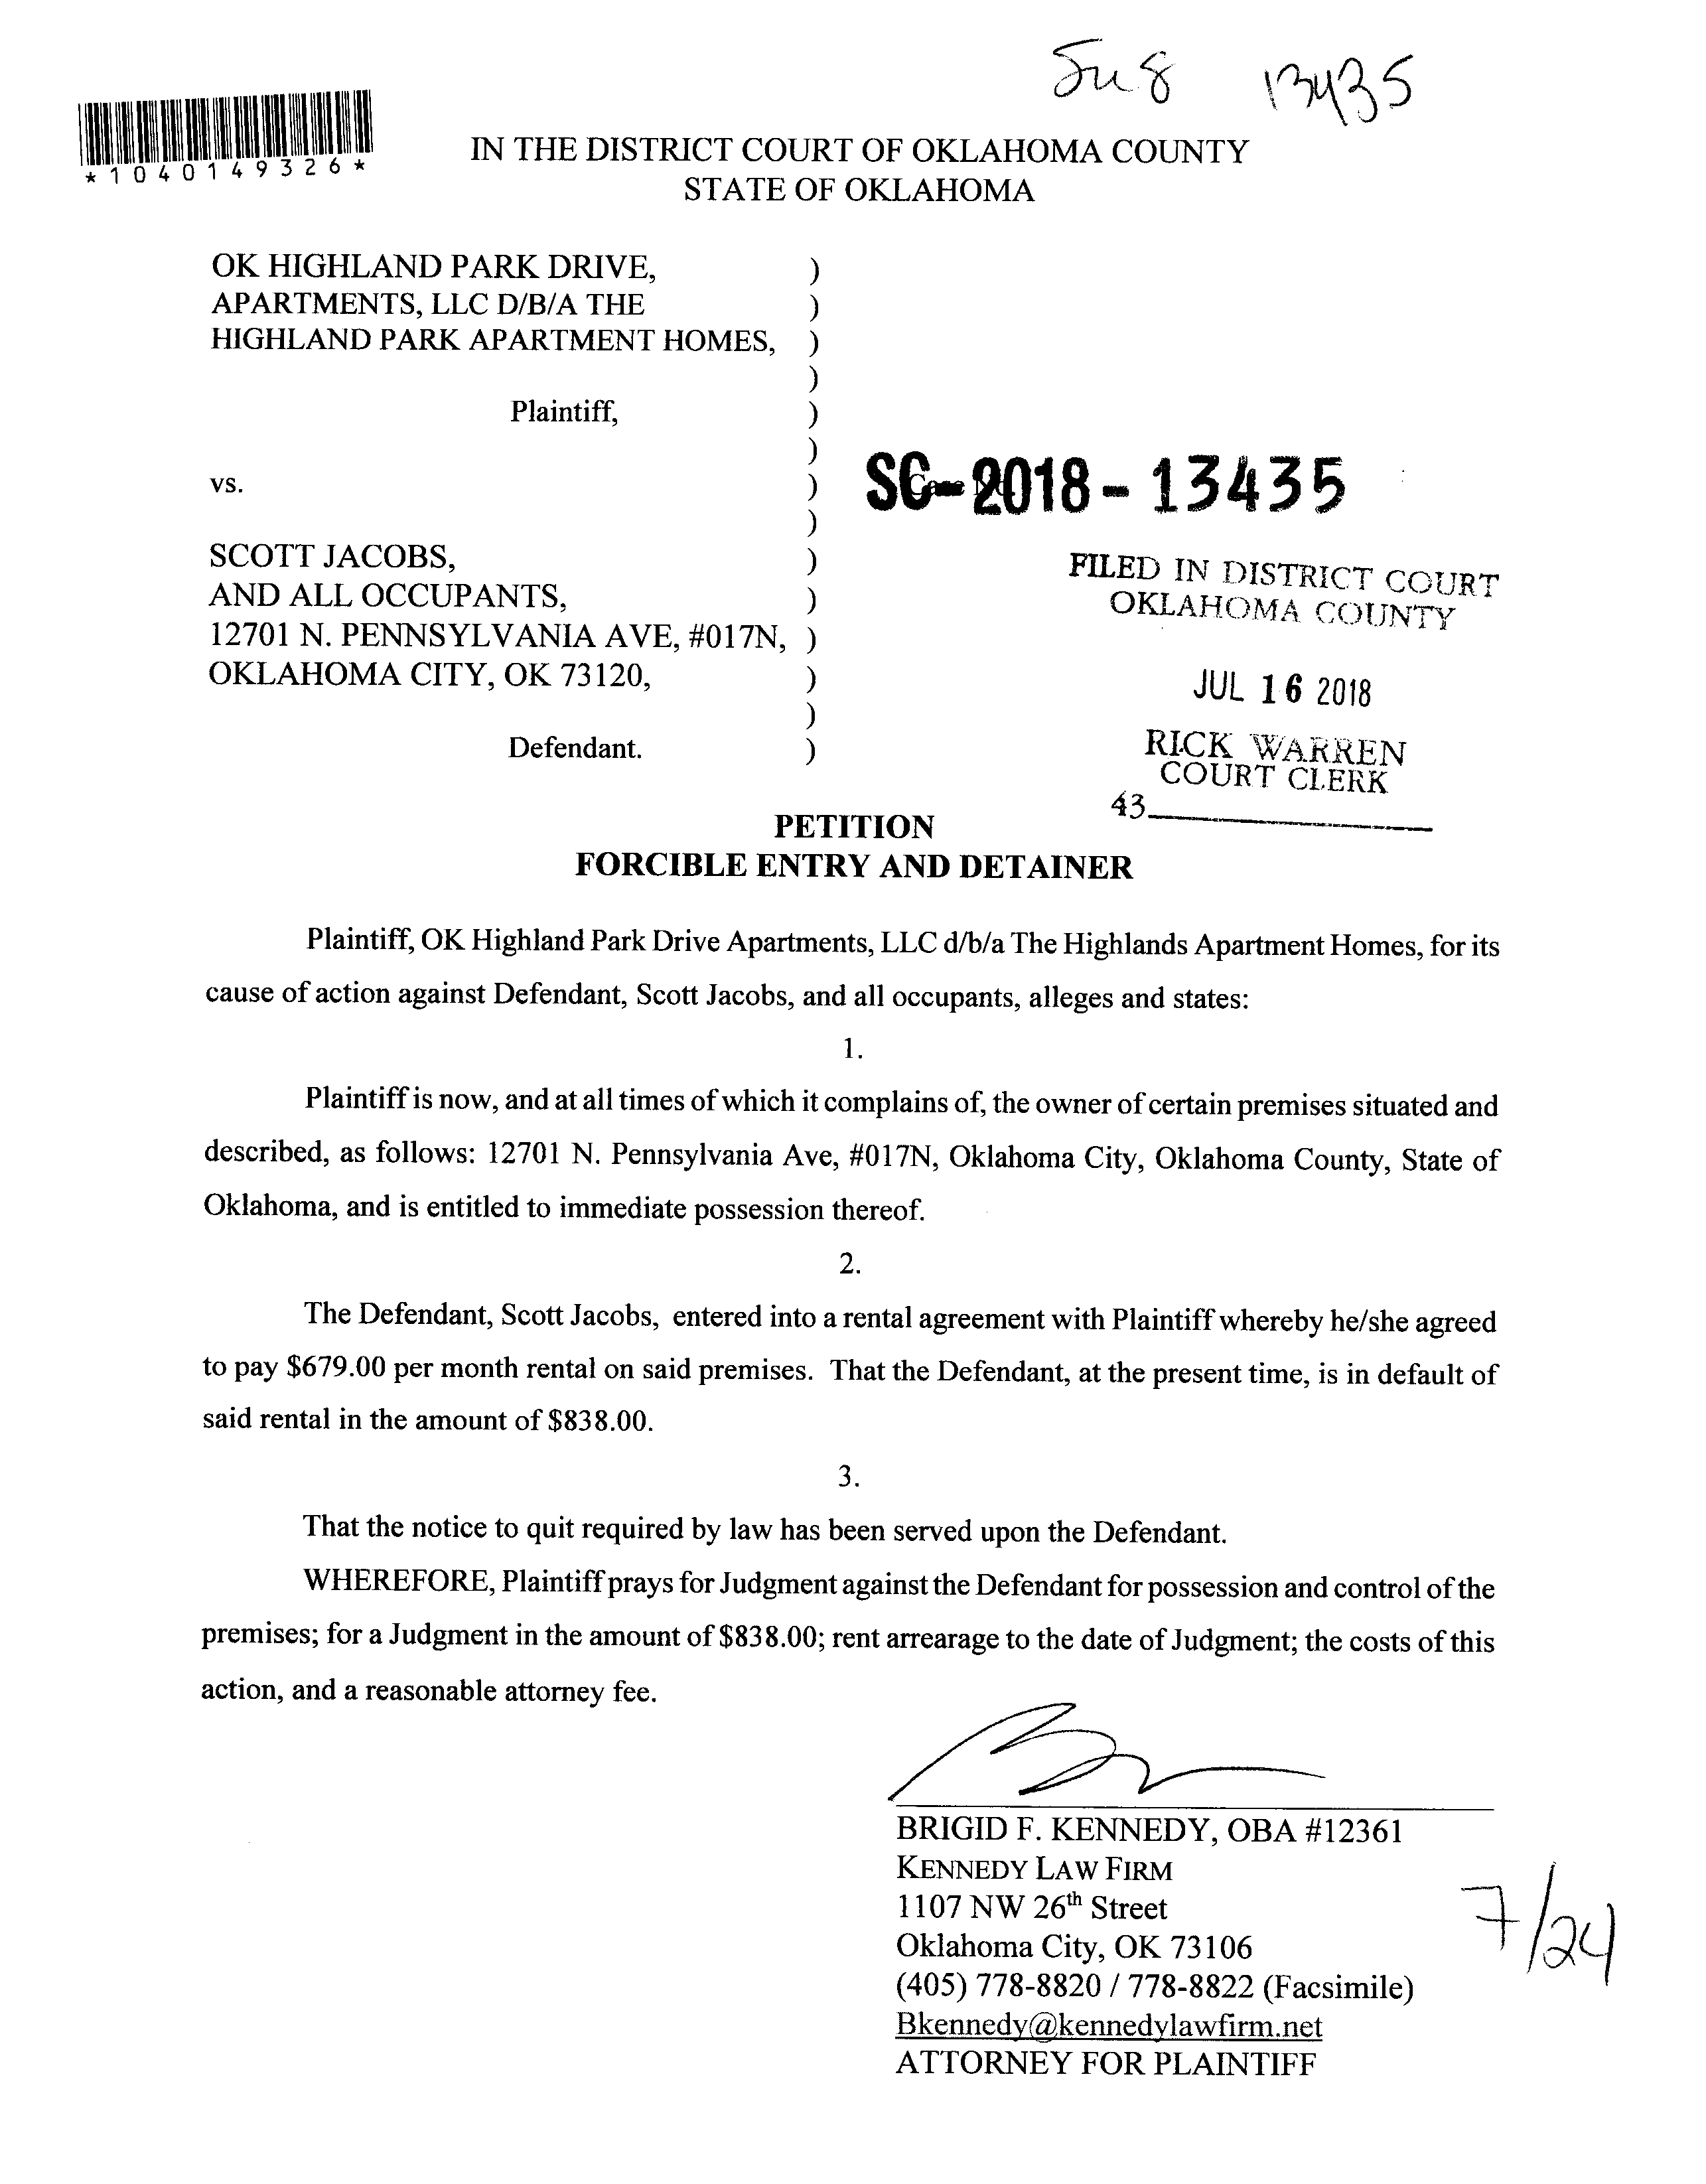 13435
*1040149326*
IN THE DISTRICT COURT OF OKLAHOMA COUNTY
STATE OF OKLAHOMA
OK HIGHLAND PARK DRIVE, )
APARTMENTS, LLC D/B/A THE )
HIGHLAND PARK APARTMENT HOMES, )
)
Plaintiff, )
)
vs. )
)
SCOTT JACOBS, )
AND ALL OCCUPANTS, )
12701 N. PENNSYLVANIA AVE, #017N, )
OKLAHOMA CITY, OK 73120, )
)
Defendant. )
SC-2018-13435
FILED IN DISTRICT COURT
OKLAHOMA COUNTY
JUL 16 2018
RICK WARREN
COURT CLERK
43
PETITION
FORCIBLE ENTRY AND DETAINER
Plaintiff, OK Highland Park Drive Apartments, LLC d/b/a The Highlands Apartment Homes, for its
cause of action against Defendant, Scott Jacobs, and all occupants, alleges and states:
1.
Plaintiff is now, and at all times of which it complains of, the owner of certain premises situated and
described, as follows: 12701 N. Pennsylvania Ave, #017N, Oklahoma City, Oklahoma County, State of
Oklahoma, and is entitled to immediate possession thereof.
2.
The Defendant, Scott Jacobs, entered into a rental agreement with Plaintiff whereby he/she agreed
to pay $679.00 per month rental on said premises. That the Defendant, at the present time, is in default of
said rental in the amount of $838.00.
3.
That the notice to quit required by law has been served upon the Defendant.
WHEREFORE, Plaintiff prays for Judgment against the Defendant for possession and control of the
premises; for a Judgment in the amount of $838.00; rent arrearage to the date of Judgment; the costs of this
action, and a reasonable attorney fee.
BRIGID F. KENNEDY, OBA #12361
KENNEDY LAW FIRM
1107 NW 26th Street
Oklahoma City, OK 73106
(405) 778-8820 / 778-8822 (Facsimile)
Bkennedy@kennedylawfirm.net
ATTORNEY FOR PLAINTIFF
7/24